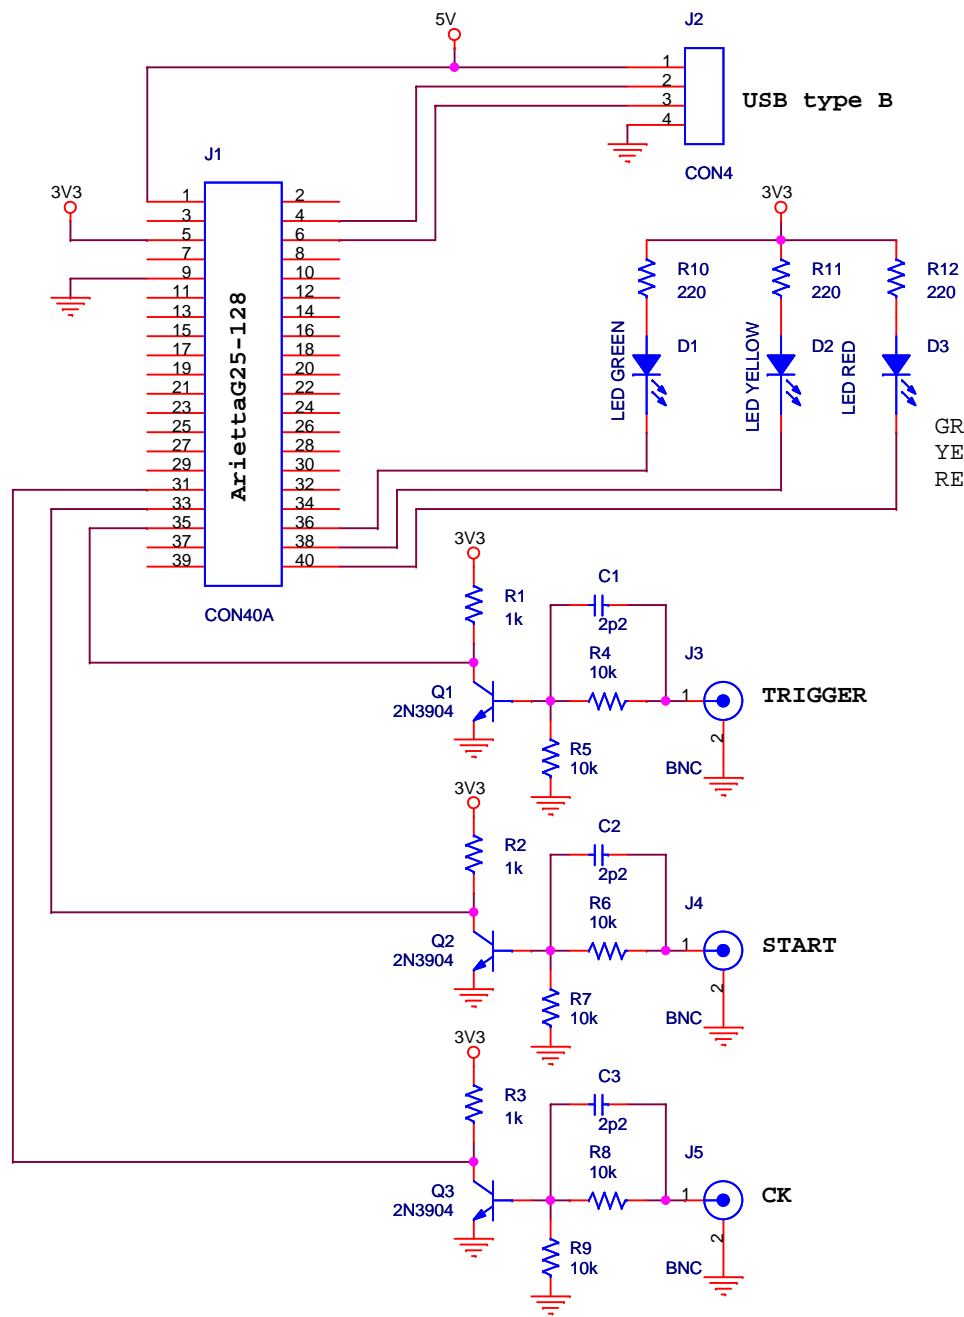 5V
J2
1
2
3
4
USB type B
CON4
J1
3V3
1 2
3 4
5 6
7 8
9 10
11 12
13 14
15 16
17 18
19 20
21 22
23 24
25 26
27 28
29 30
31 32
33 34
35 36
37 38
39 40
AriettaG25-128
CON40A
3V3
R10
220
R11
220
R12
220
D1
LED GREEN
D2
LED YELLOW
D3
LED RED
GR
YE
RE
3V3
R1
1k
C1
2p2
R4
10k
J3
1
TRIGGER
Q1
2N3904
2
R5
10k
BNC
3V3
R2
1k
C2
2p2
R6
10k
J4
1
START
Q2
2N3904
2
R7
10k
BNC
3V3
R3
1k
C3
2p2
R8
10k
J5
1
CK
Q3
2N3904
2
R9
10k
BNC